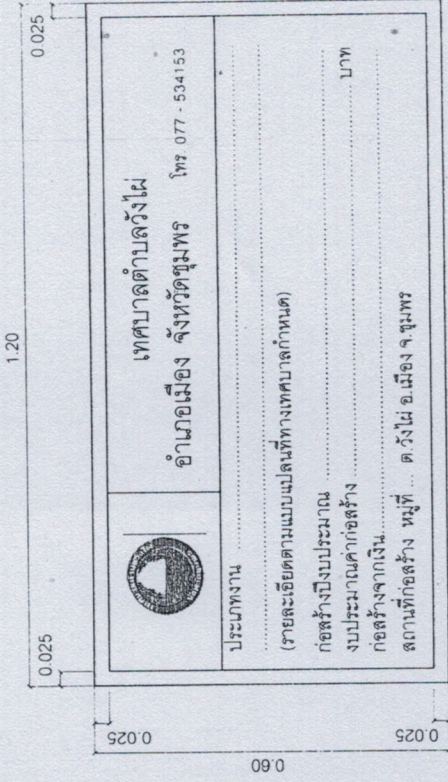 1.20
0.025
0.025
เทศบาลตำบลวังไผ่
อำเภอเมือง จังหวัดชุมพร โทร. 077 - 534153
ประเภทงาน ........................................
........................................
(รายละเอียดตามแบบแปลนที่ทางเทศบาลกำหนด)
ก่อสร้างปีงบประมาณ ........................................
งบประมาณค่าก่อสร้าง ........................................ บาท
ก่อสร้างจากเงิน ........................................
สถานที่ก่อสร้าง หมู่ที่ ... ต.วังไผ่ อ.เมือง จ.ชุมพร
0.025
0.60
0.025